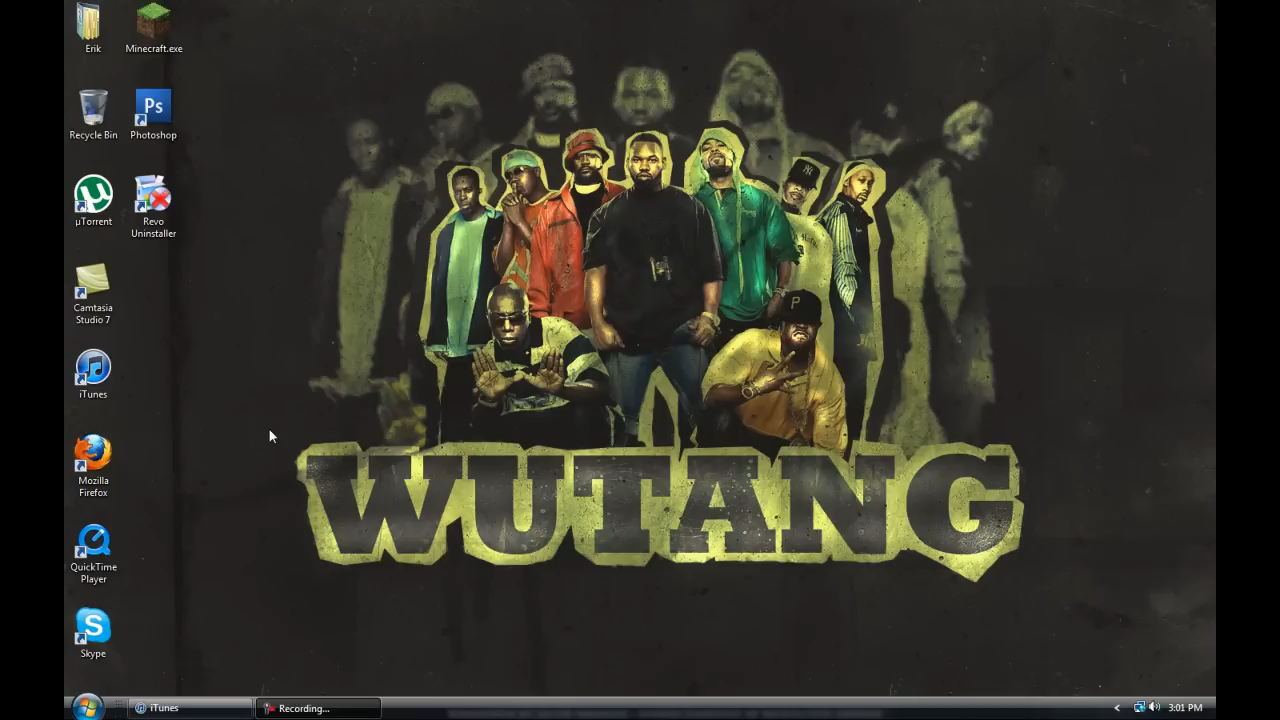 Erik
Minecraft.exe
Recycle Bin
Ps
Photoshop
µTorrent
Revo
Uninstaller
Camtasia
Studio 7
iTunes
Mozilla
Firefox
QuickTime
Player
S
Skype
P
WUTANG
iTunes
Recording...
3:01 PM